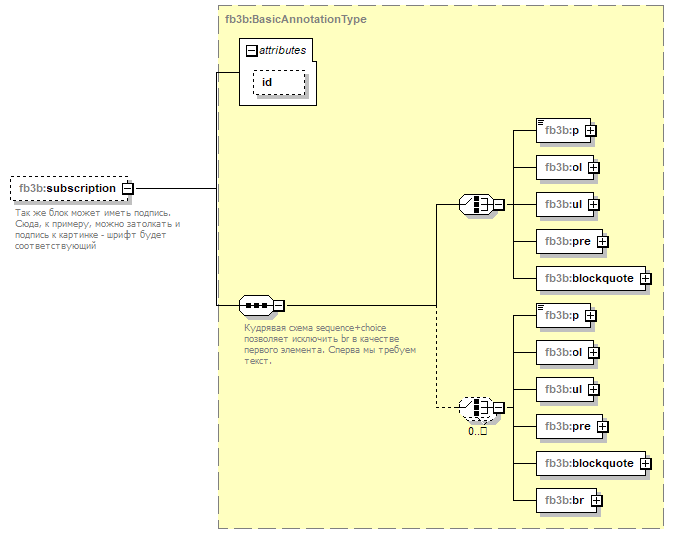 fb3b:BasicAnnotationType
attributes
id
fb3b:subscription
Так же блок может иметь подпись.
Сюда, к примеру, можно затолкать и
подпись к картинке - шрифт будет
соответствующий
Кудрявая схема sequence+choice
позволяет исключить br в качестве
первого элемента. Сперва мы требуем
текст.
fb3b:p
fb3b:ol
fb3b:ul
fb3b:pre
fb3b:blockquote
0..□
fb3b:p
fb3b:ol
fb3b:ul
fb3b:pre
fb3b:blockquote
fb3b:br